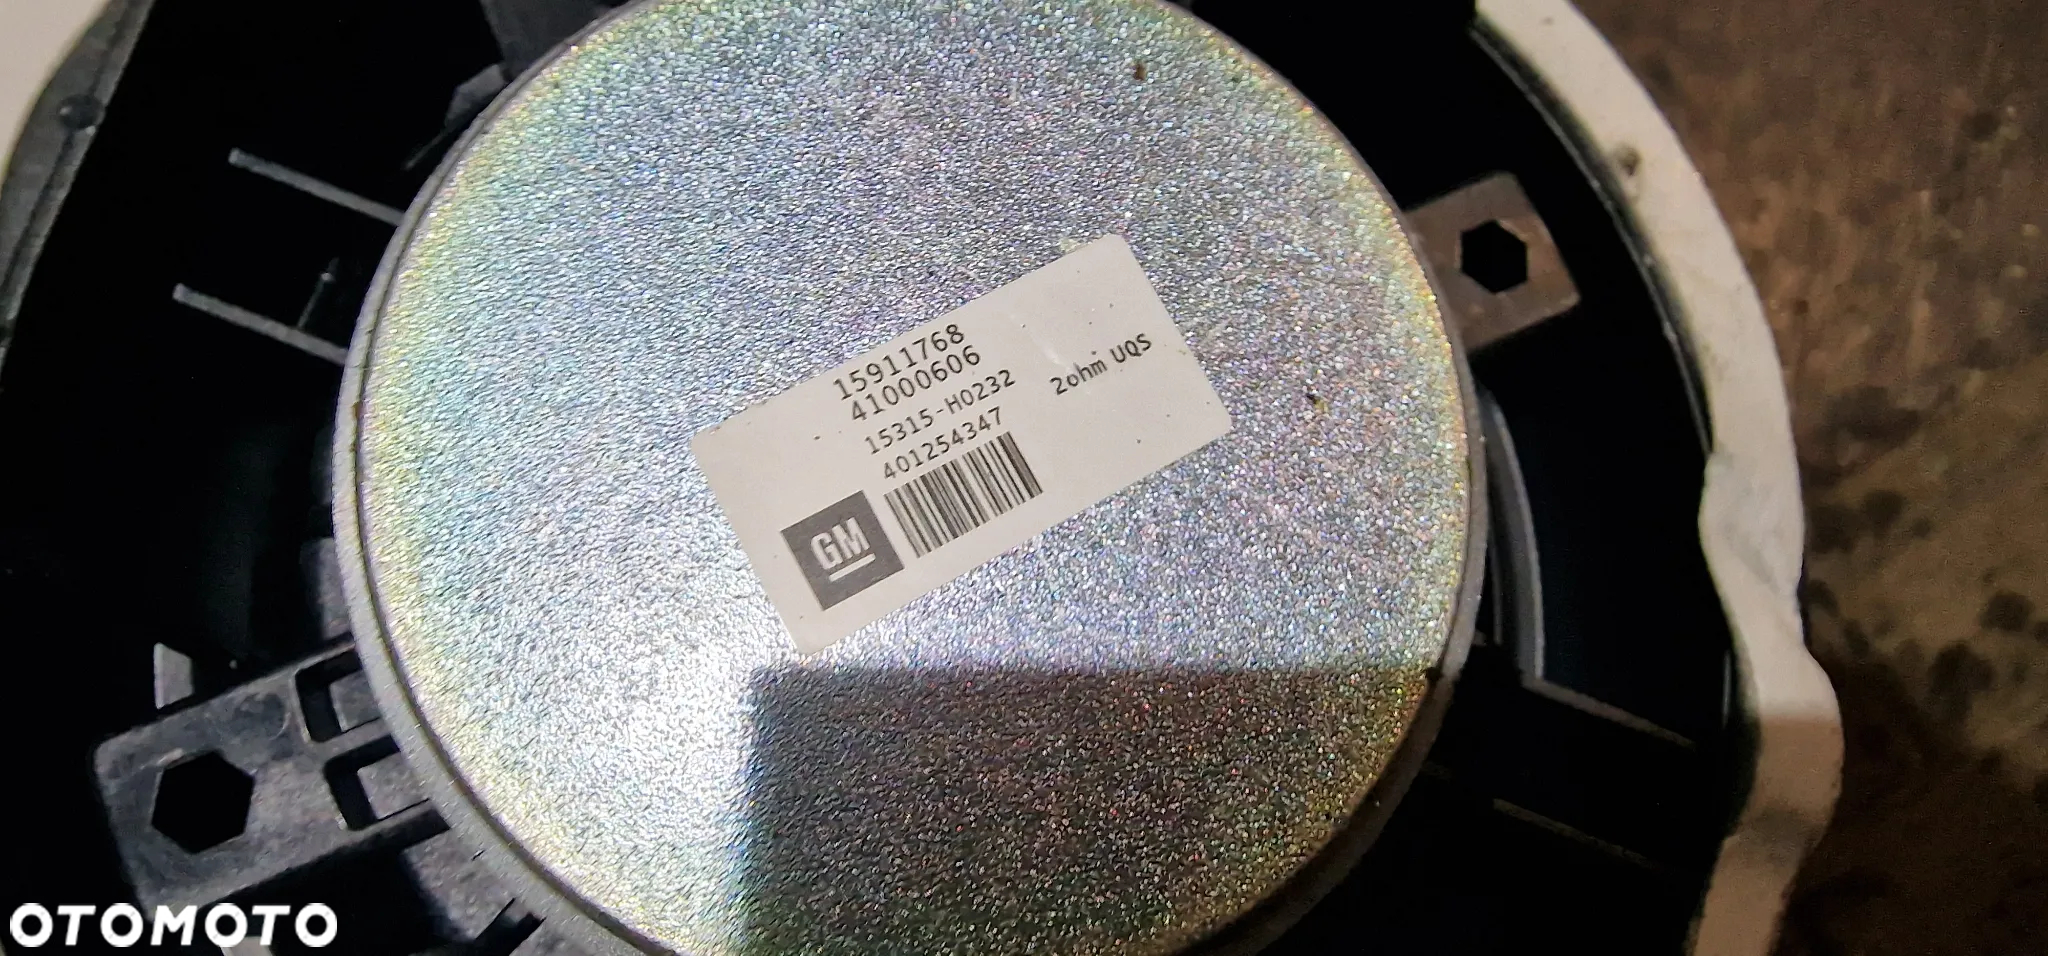 15911768
41000606
15315-H0232
2ohm UQS
401254347
GM
OTOMOTO